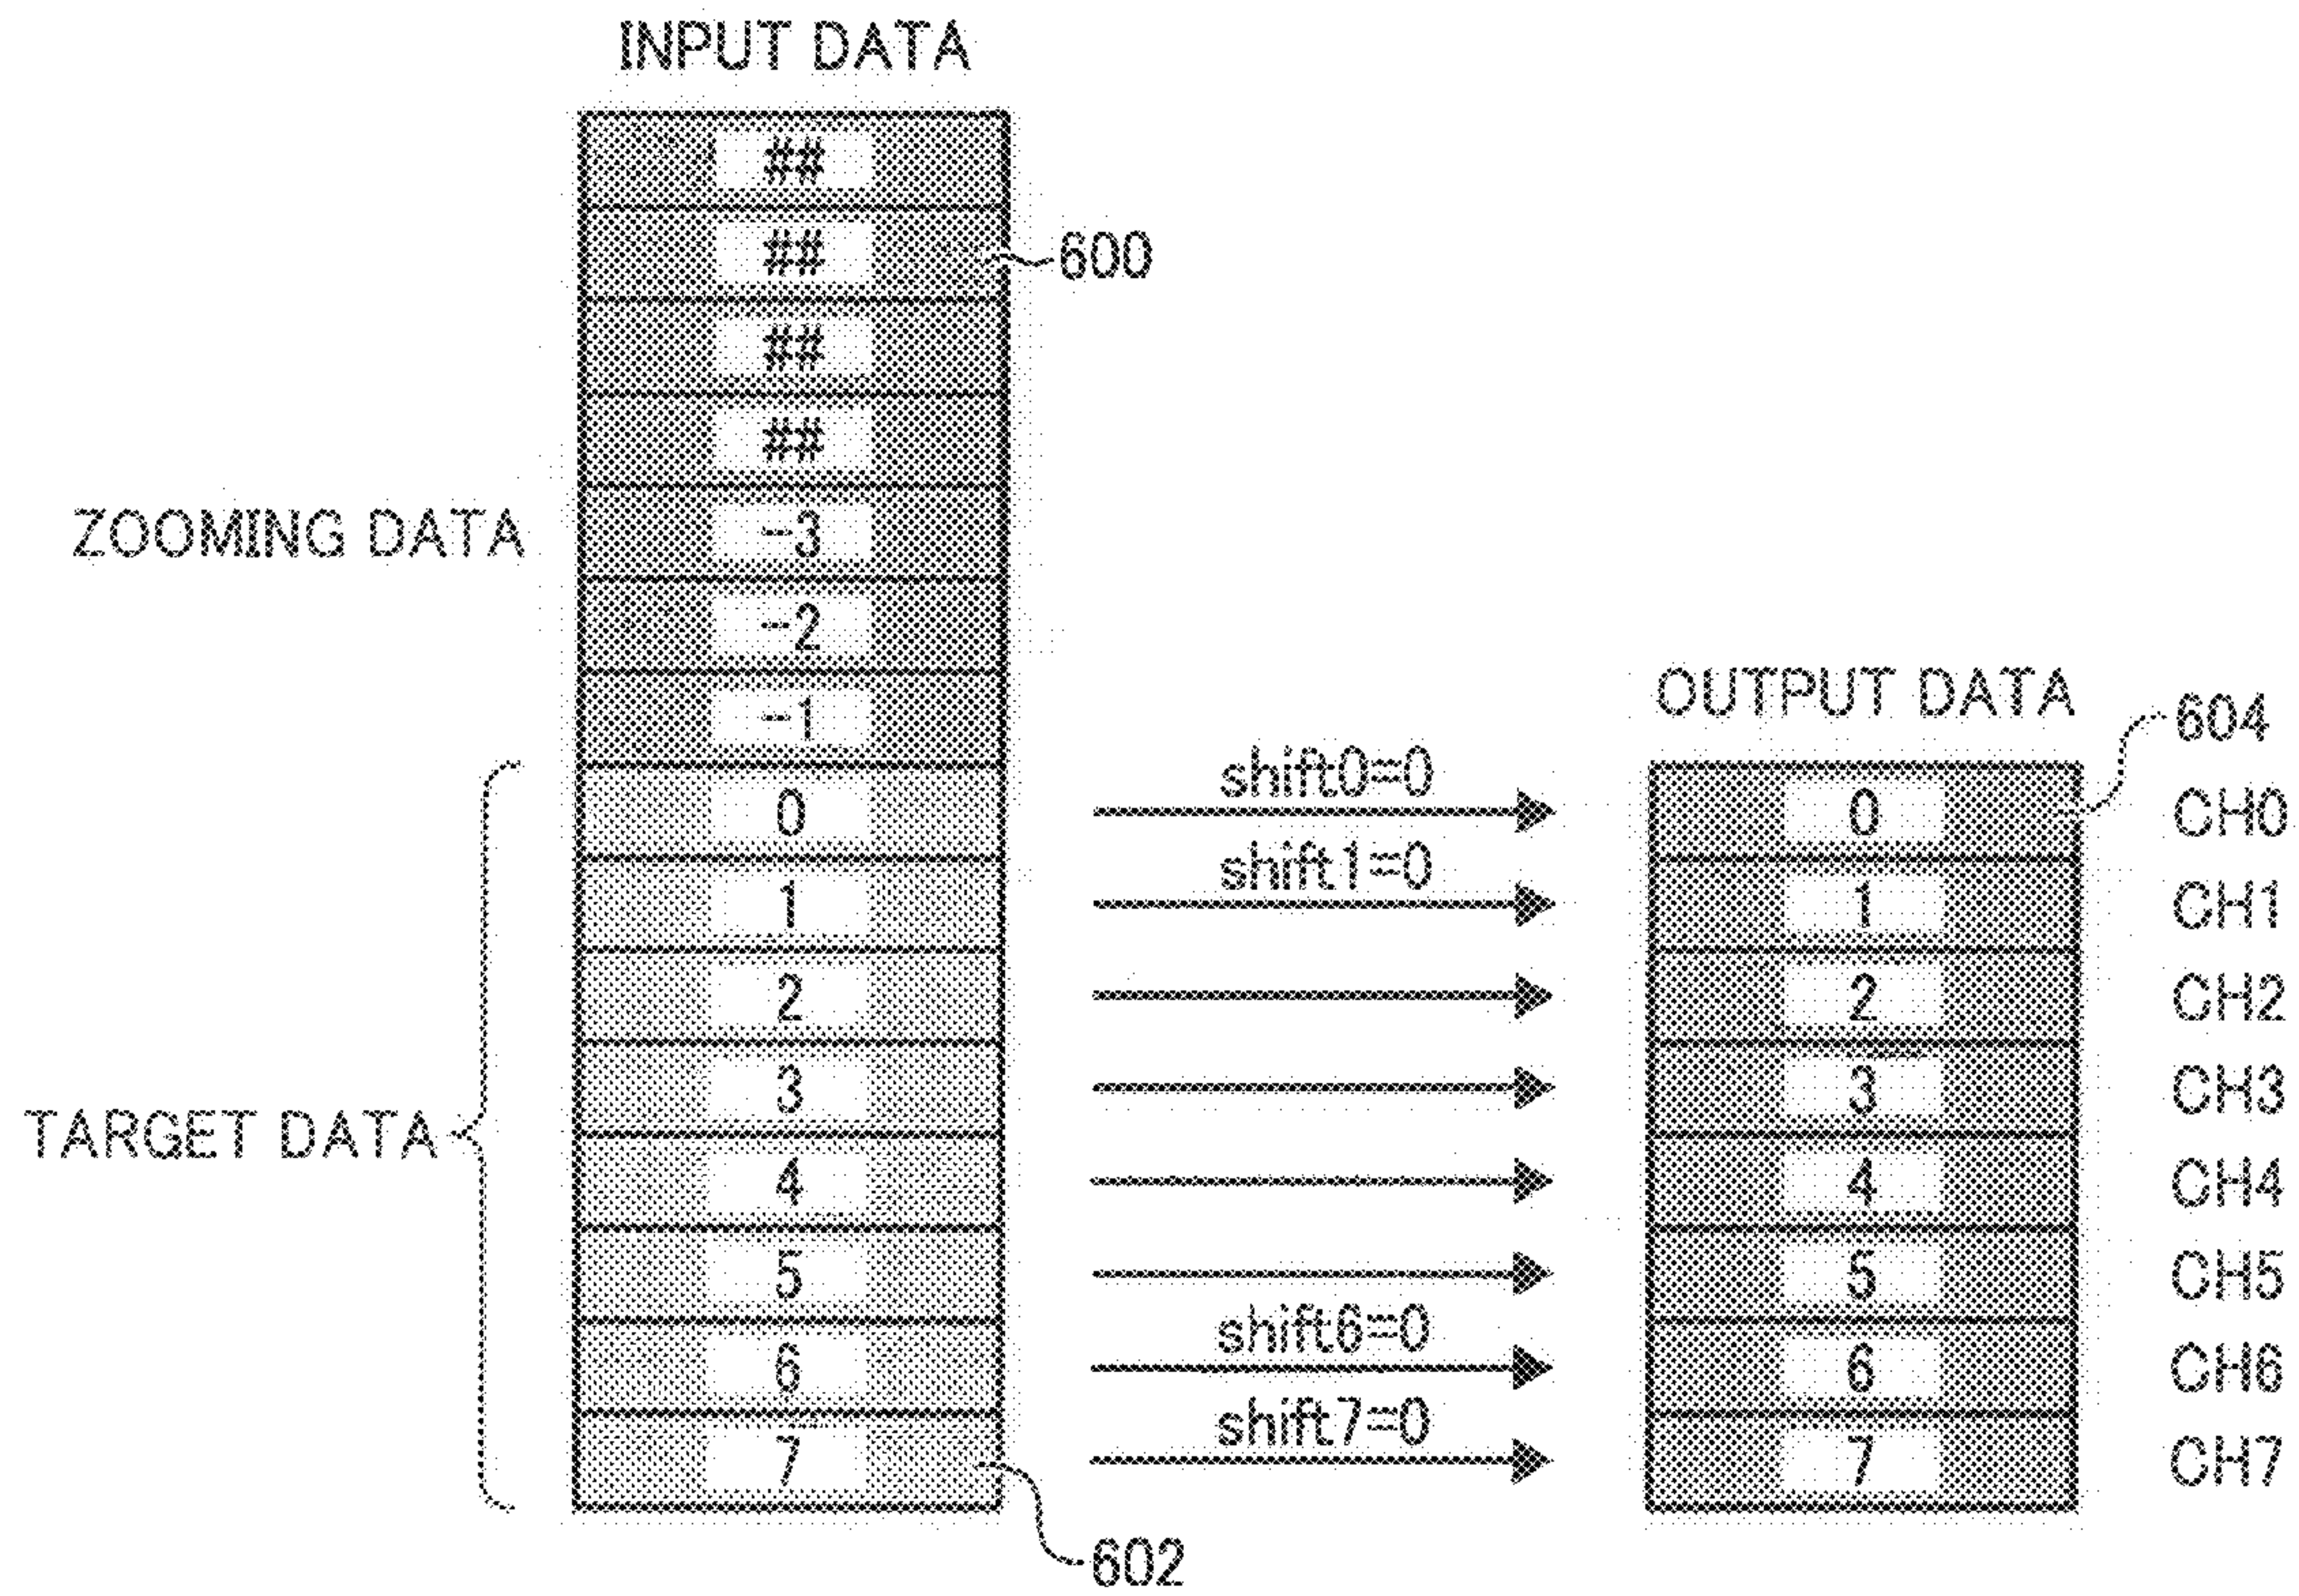 INPUT DATA
##
## 600
##
##
ZOOMING DATA -3
-2
-1
OUTPUT DATA 604
0 shift0=0 0 CH0
1 shift1=0 1 CH1
2 2 CH2
3 3 CH3
TARGET DATA
4 4 CH4
5 5 CH5
6 shift6=0 6 CH6
7 shift7=0 7 CH7
602